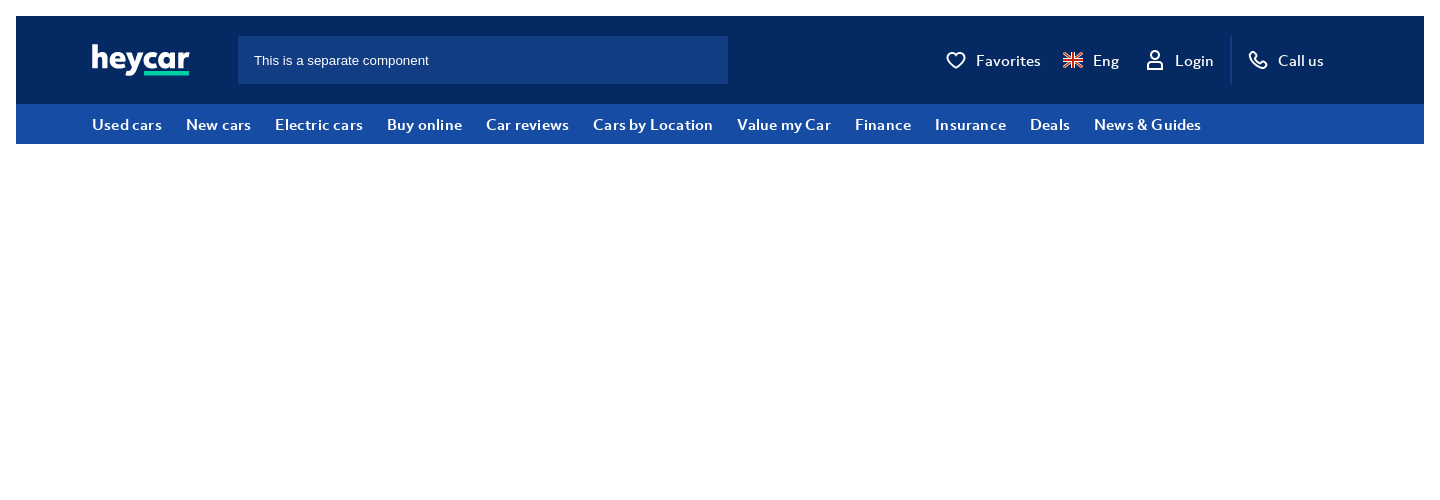 heycar This is a separate component Favorites Eng Login Call us
Used cars New cars Electric cars Buy online Car reviews Cars by Location Value my Car Finance Insurance Deals News & Guides